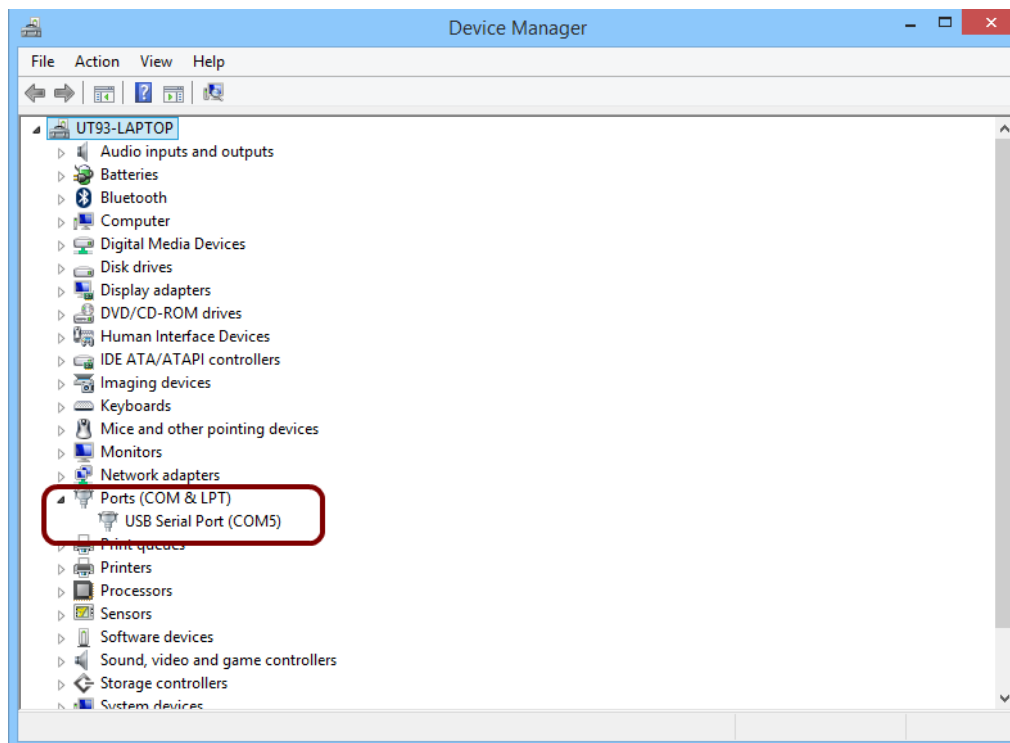 Device Manager
File Action View Help
UT93-LAPTOP
Audio inputs and outputs
Batteries
Bluetooth
Computer
Digital Media Devices
Disk drives
Display adapters
DVD/CD-ROM drives
Human Interface Devices
IDE ATA/ATAPI controllers
Imaging devices
Keyboards
Mice and other pointing devices
Monitors
Network adapters
Ports (COM & LPT)
USB Serial Port (COM5)
Print queues
Printers
Processors
Sensors
Software devices
Sound, video and game controllers
Storage controllers
System devices